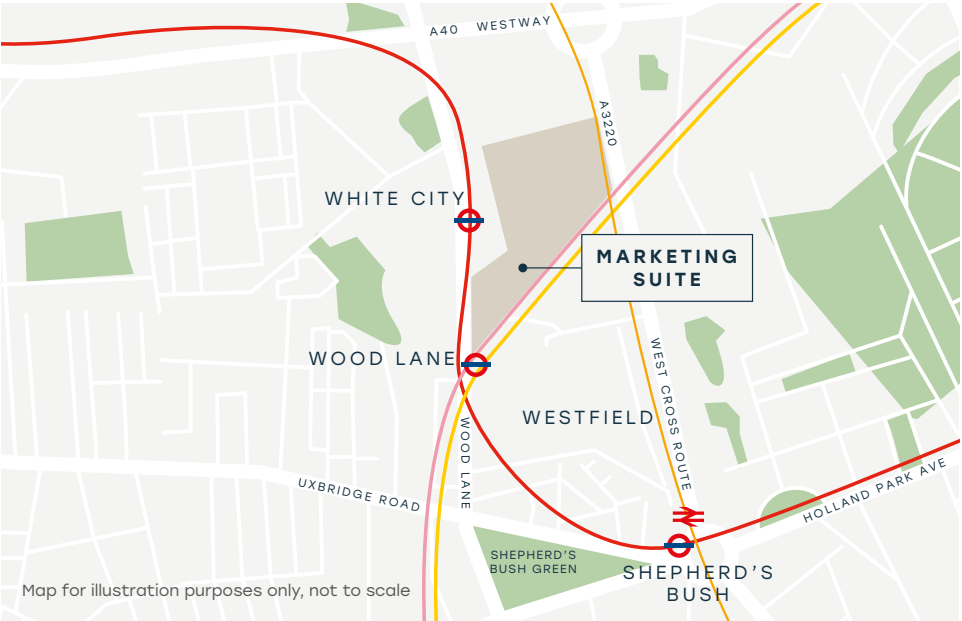 A40 WESTWAY
A3220
WHITE CITY
MARKETING
SUITE
WOOD LANE
WEST CROSS ROUTE
WESTFIELD
WOOD LANE
UXBRIDGE ROAD
HOLLAND PARK AVE
SHEPHERD'S
BUSH GREEN
SHEPHERD'S
BUSH
Map for illustration purposes only, not to scale